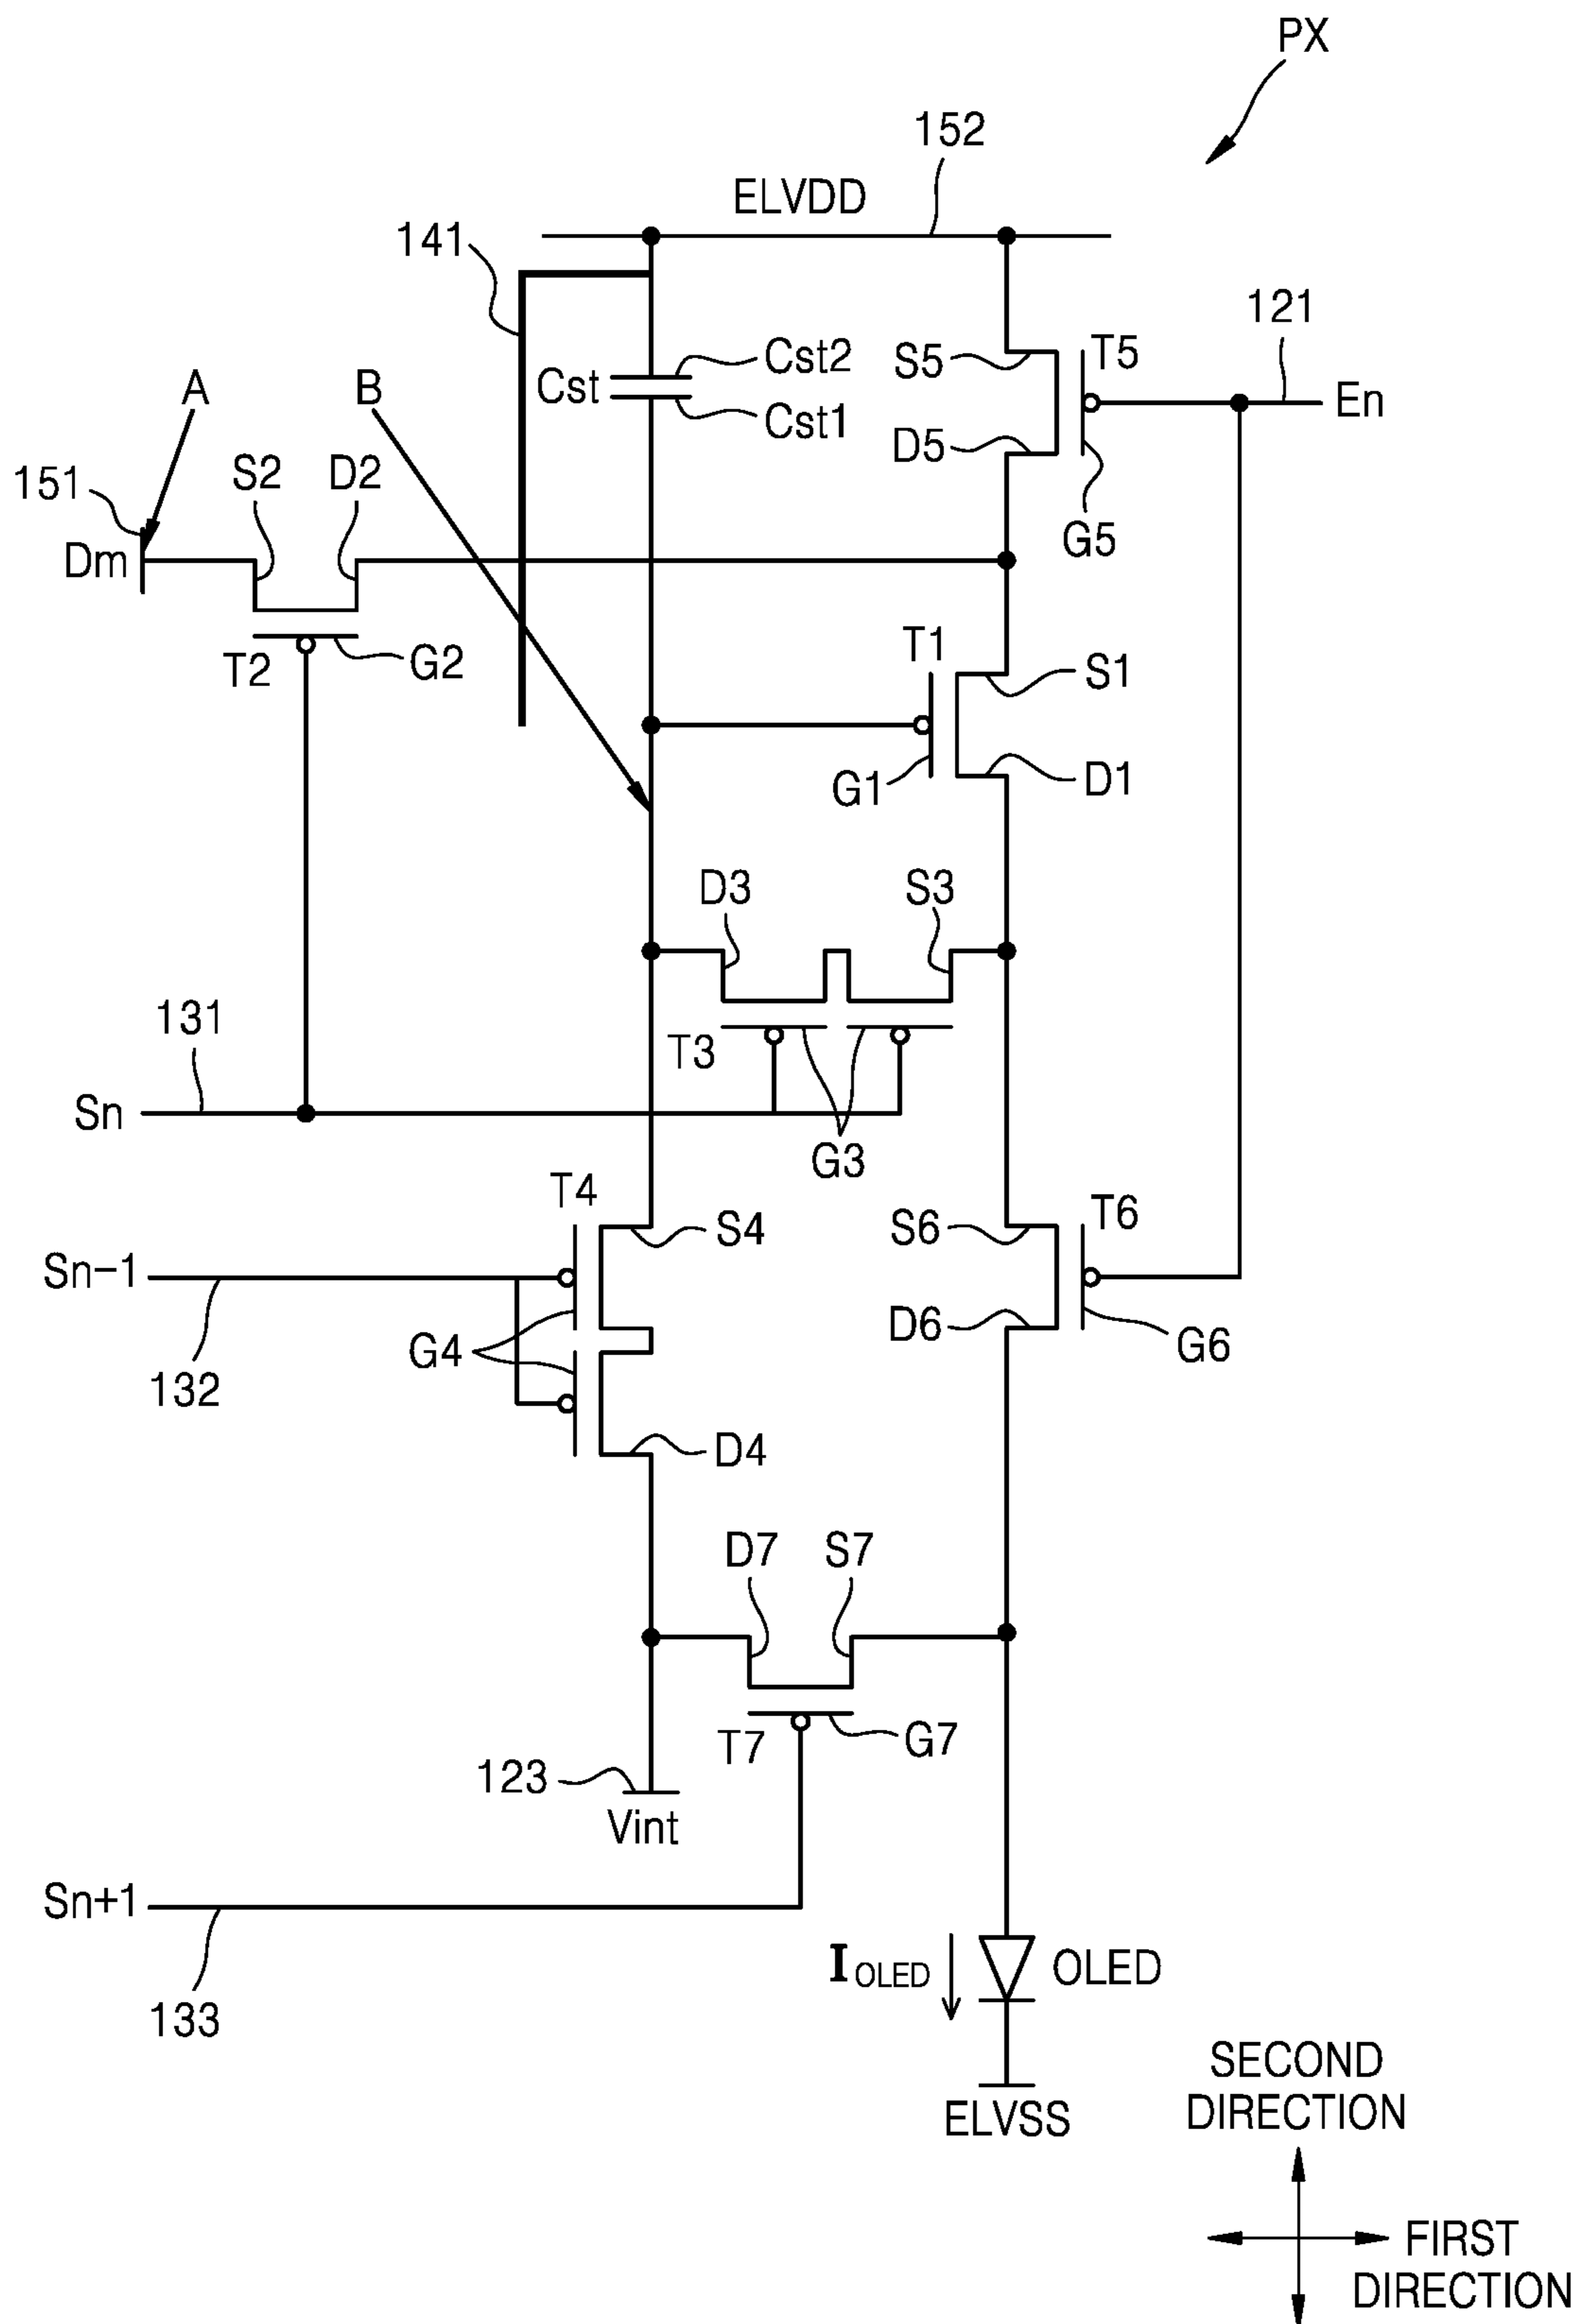 PX
152
ELVDD
141
121
Cst2
S5
T5
A
B
Cst
En
Cst1
D5
151
S2
D2
G5
Dm
T1
T2
G2
S1
G1
D1
D3
S3
131
T3
Sn
G3
T4
T6
S4
S6
Sn-1
D6
G4
G6
132
D4
D7
S7
T7
G7
123
Vint
Sn+1
IOLED
OLED
133
SECOND
DIRECTION
ELVSS
FIRST
DIRECTION